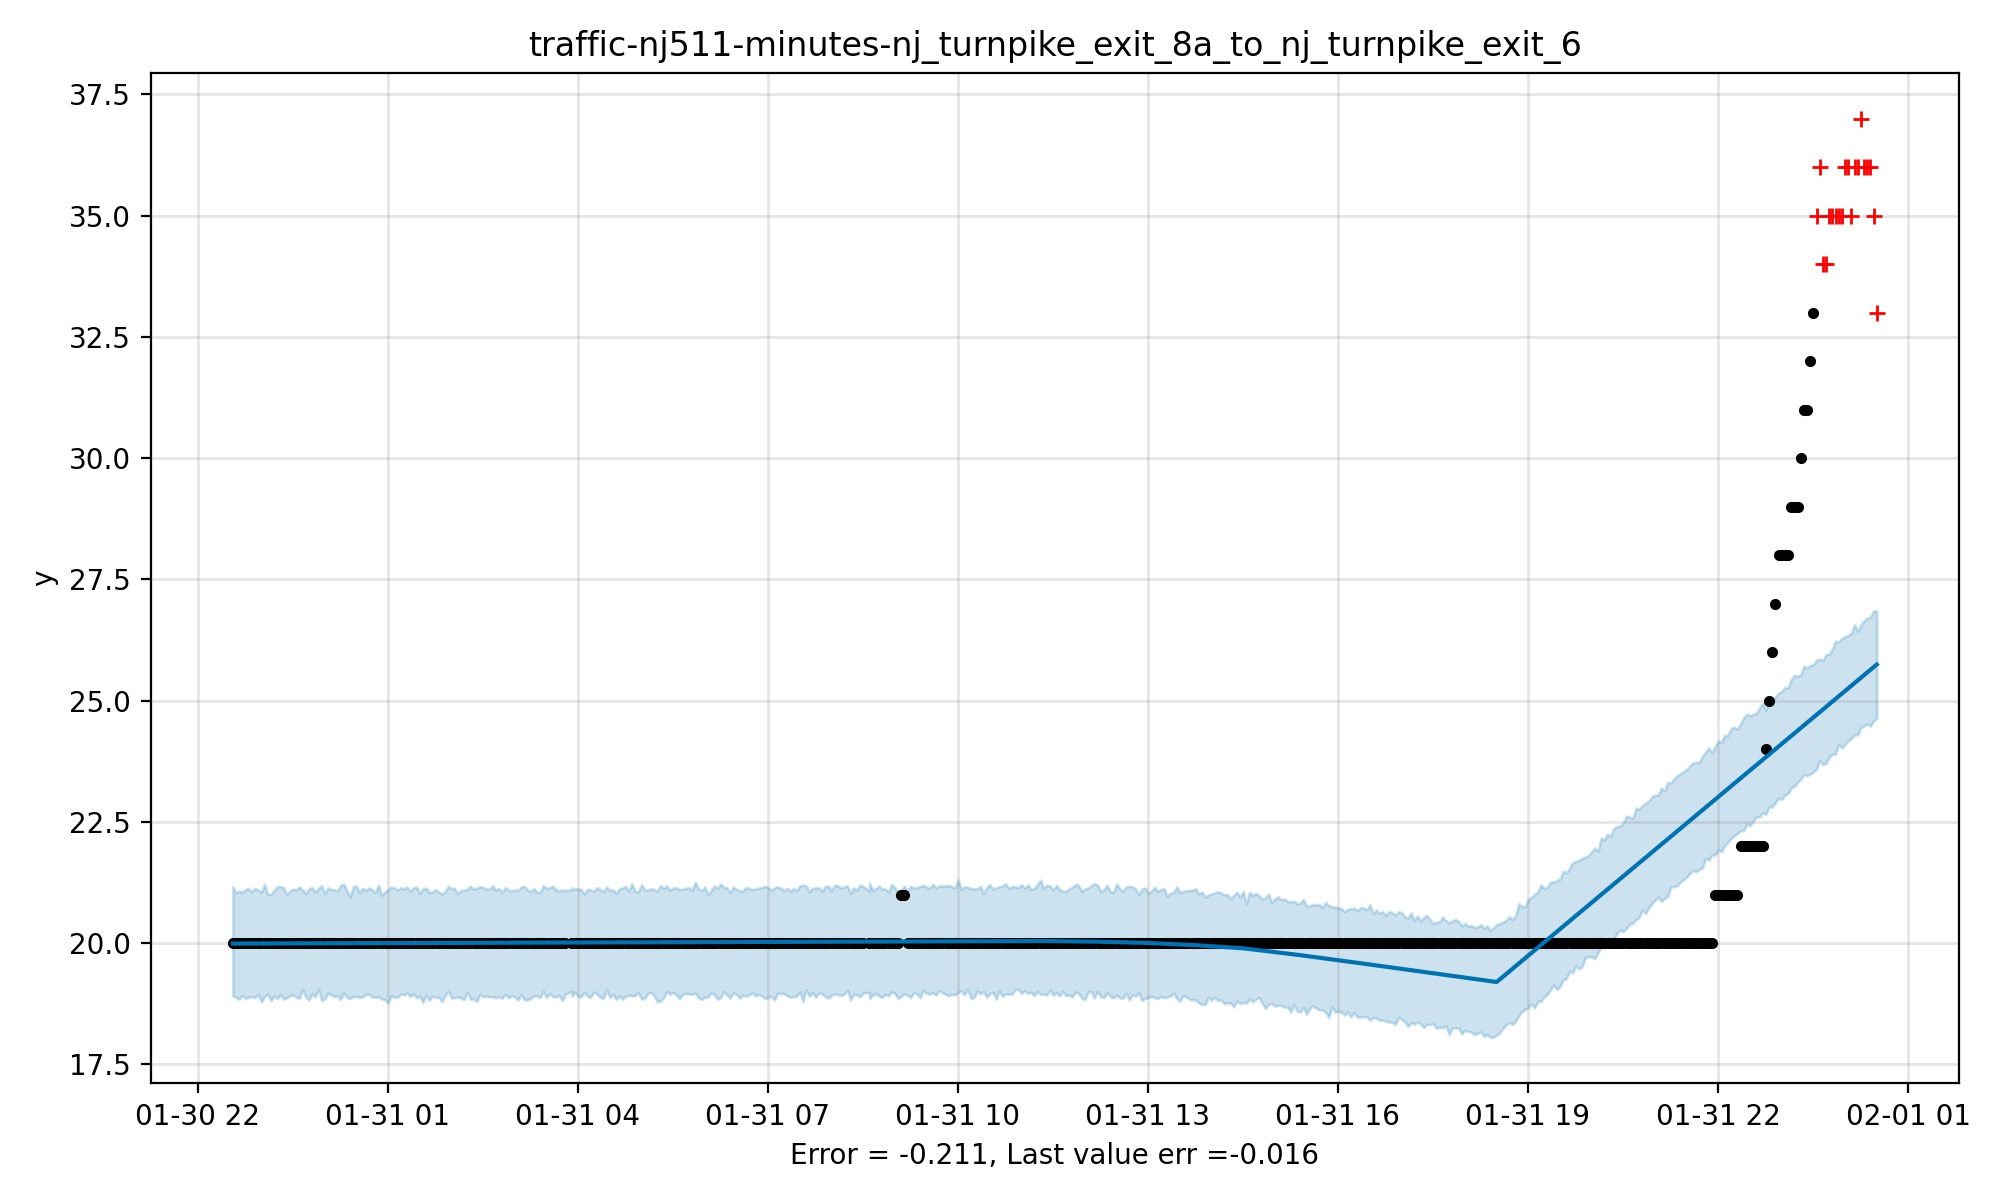 traffic-nj511-minutes-nj_turnpike_exit_8a_to_nj_turnpike_exit_6
37.5
35.0
32.5
30.0
27.5
y
25.0
22.5
20.0
17.5
01-30 22 01-31 01 01-31 04 01-31 07 01-31 10 01-31 13 01-31 16 01-31 19 01-31 22 02-01 01
Error = -0.211, Last value err =-0.016